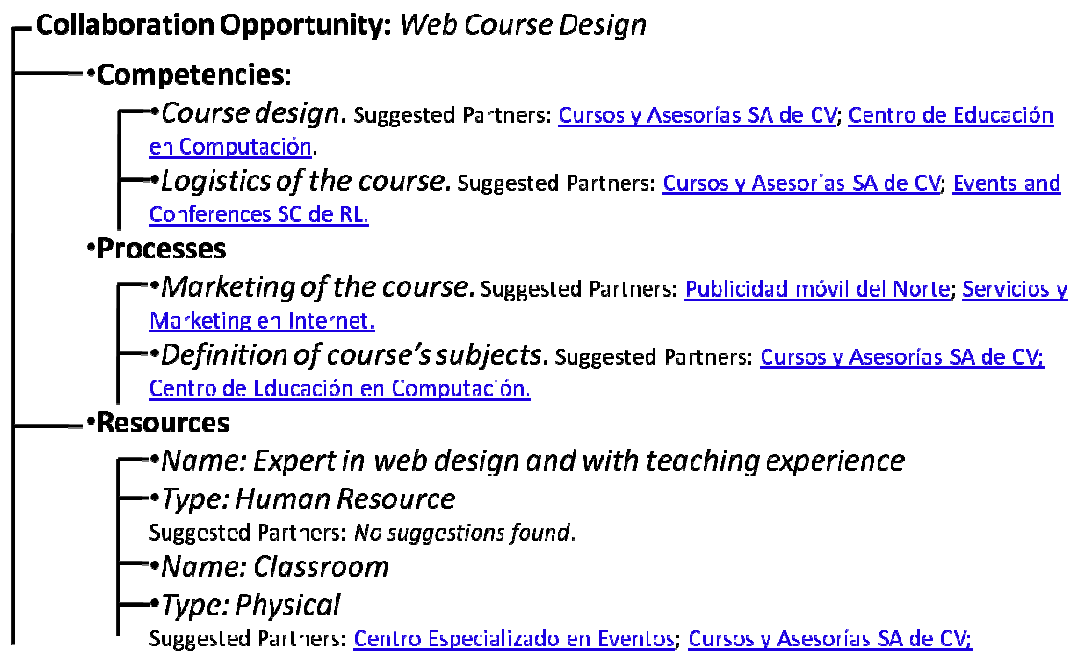 Collaboration Opportunity: Web Course Design
•Competencies:
•Course design. Suggested Partners: Cursos y Asesorías SA de CV; Centro de Educación
en Computación.
•Logistics of the course. Suggested Partners: Cursos y Asesorías SA de CV; Events and
Conferences SC de RL.
•Processes
•Marketing of the course. Suggested Partners: Publicidad móvil del Norte; Servicios y
Marketing en Internet.
•Definition of course's subjects. Suggested Partners: Cursos y Asesorías SA de CV;
Centro de Educación en Computación.
•Resources
•Name: Expert in web design and with teaching experience
•Type: Human Resource
Suggested Partners: No suggestions found.
•Name: Classroom
•Type: Physical
Suggested Partners: Centro Especializado en Eventos; Cursos y Asesorías SA de CV;